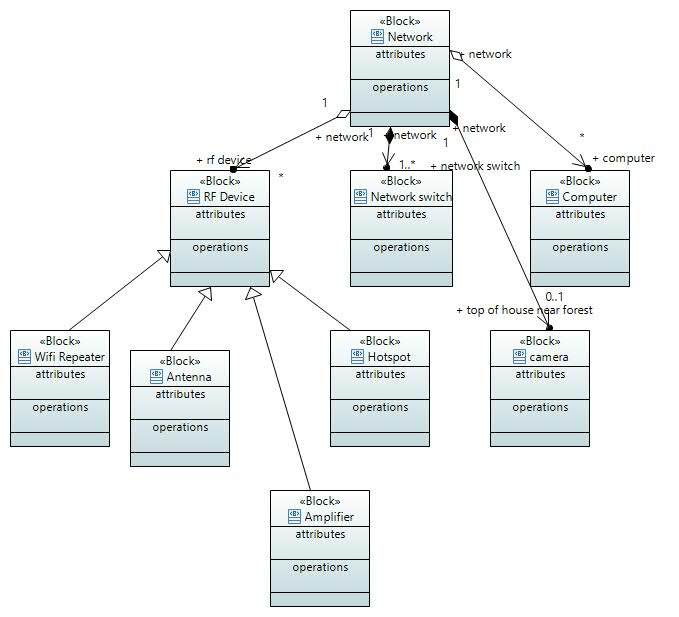 «Block»
Network
attributes
operations
+ network
1
1
+ network
1
+ network
+ network
1
+ rf device
*
1..*
+ network switch
*
+ computer
«Block»
RF Device
attributes
operations
«Block»
Network switch
attributes
operations
«Block»
Computer
attributes
operations
0..1
+ top of house near forest
«Block»
Wifi Repeater
attributes
operations
«Block»
Antenna
attributes
operations
«Block»
Hotspot
attributes
operations
«Block»
camera
attributes
operations
«Block»
Amplifier
attributes
operations